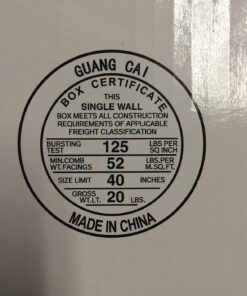 GUANG CAI
BOX CERTIFICATE
THIS
SINGLE WALL
BOX MEETS ALL CONSTRUCTION
REQUIREMENTS OF APPLICABLE
FREIGHT CLASSIFICATION
BURSTING TEST 125 LBS PER SQ INCH
MIN.COMB WT.FACINGS 52 LBS.PER M.SQ.FT.
SIZE LIMIT 40 INCHES
GROSS WT.LT. 20 LBS.
MADE IN CHINA